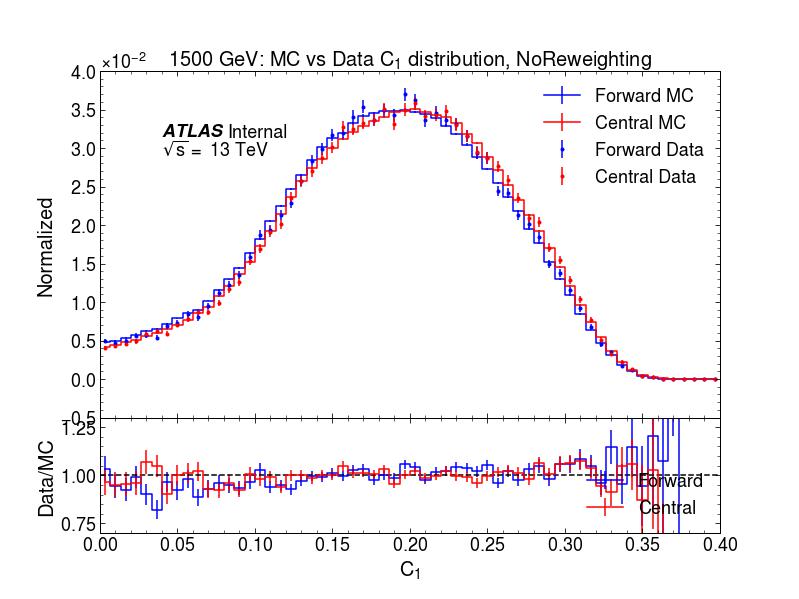 ×10⁻²
1500 GeV: MC vs Data C₁ distribution, NoReweighting
4.0
3.5
3.0
2.5
2.0
1.5
1.0
0.5
0.0
−0.5
Normalized
ATLAS Internal
√s = 13 TeV
Forward MC
Central MC
Forward Data
Central Data
1.25
1.00
0.75
Data/MC
Forward
Central
0.00 0.05 0.10 0.15 0.20 0.25 0.30 0.35 0.40
C₁